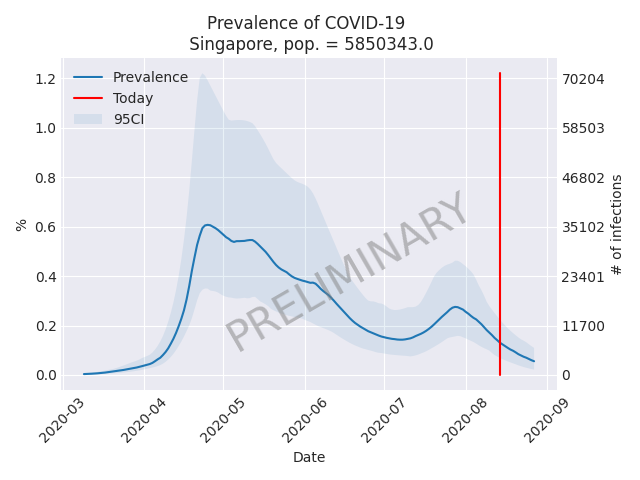 Prevalence of COVID-19
Singapore, pop. = 5850343.0
Prevalence
Today
95CI
PRELIMINARY
%
1.2
1.0
0.8
0.6
0.4
0.2
0.0
70204
58503
46802
35102
23401
11700
0
# of infections
2020-03
2020-04
2020-05
2020-06
2020-07
2020-08
2020-09
Date